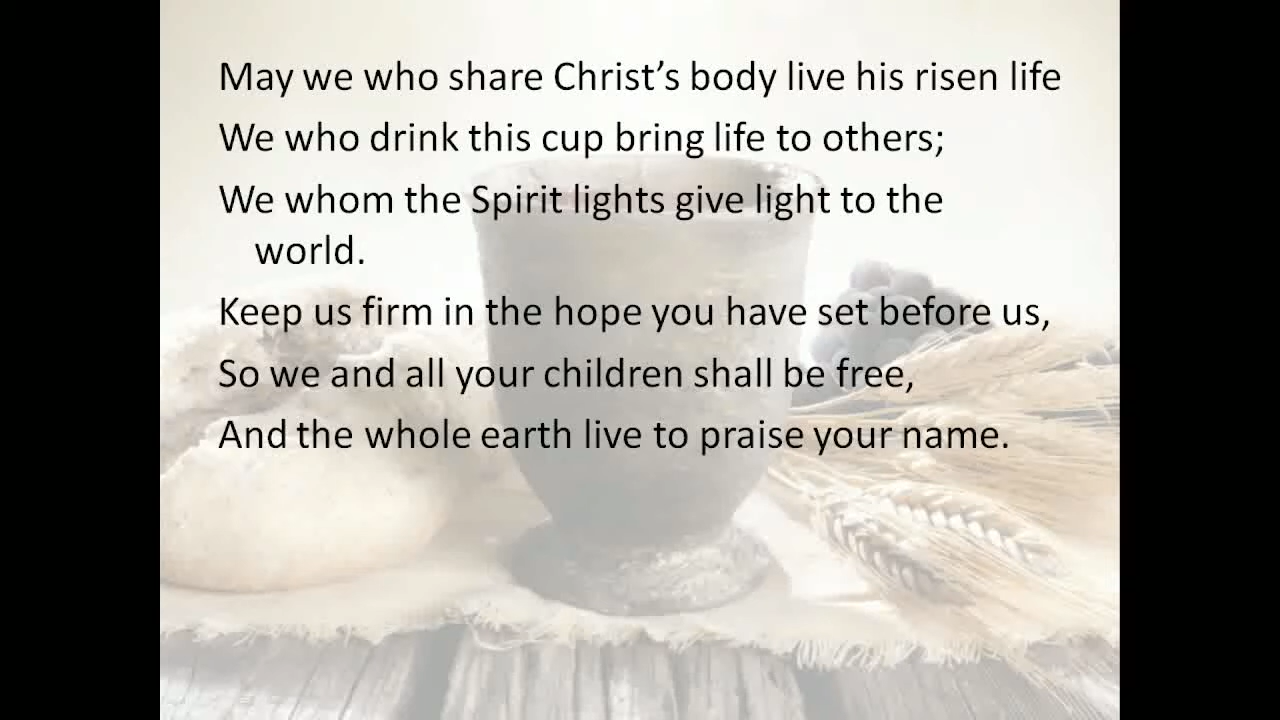 May we who share Christ’s body live his risen life
We who drink this cup bring life to others;
We whom the Spirit lights give light to the
world.
Keep us firm in the hope you have set before us,
So we and all your children shall be free,
And the whole earth live to praise your name.